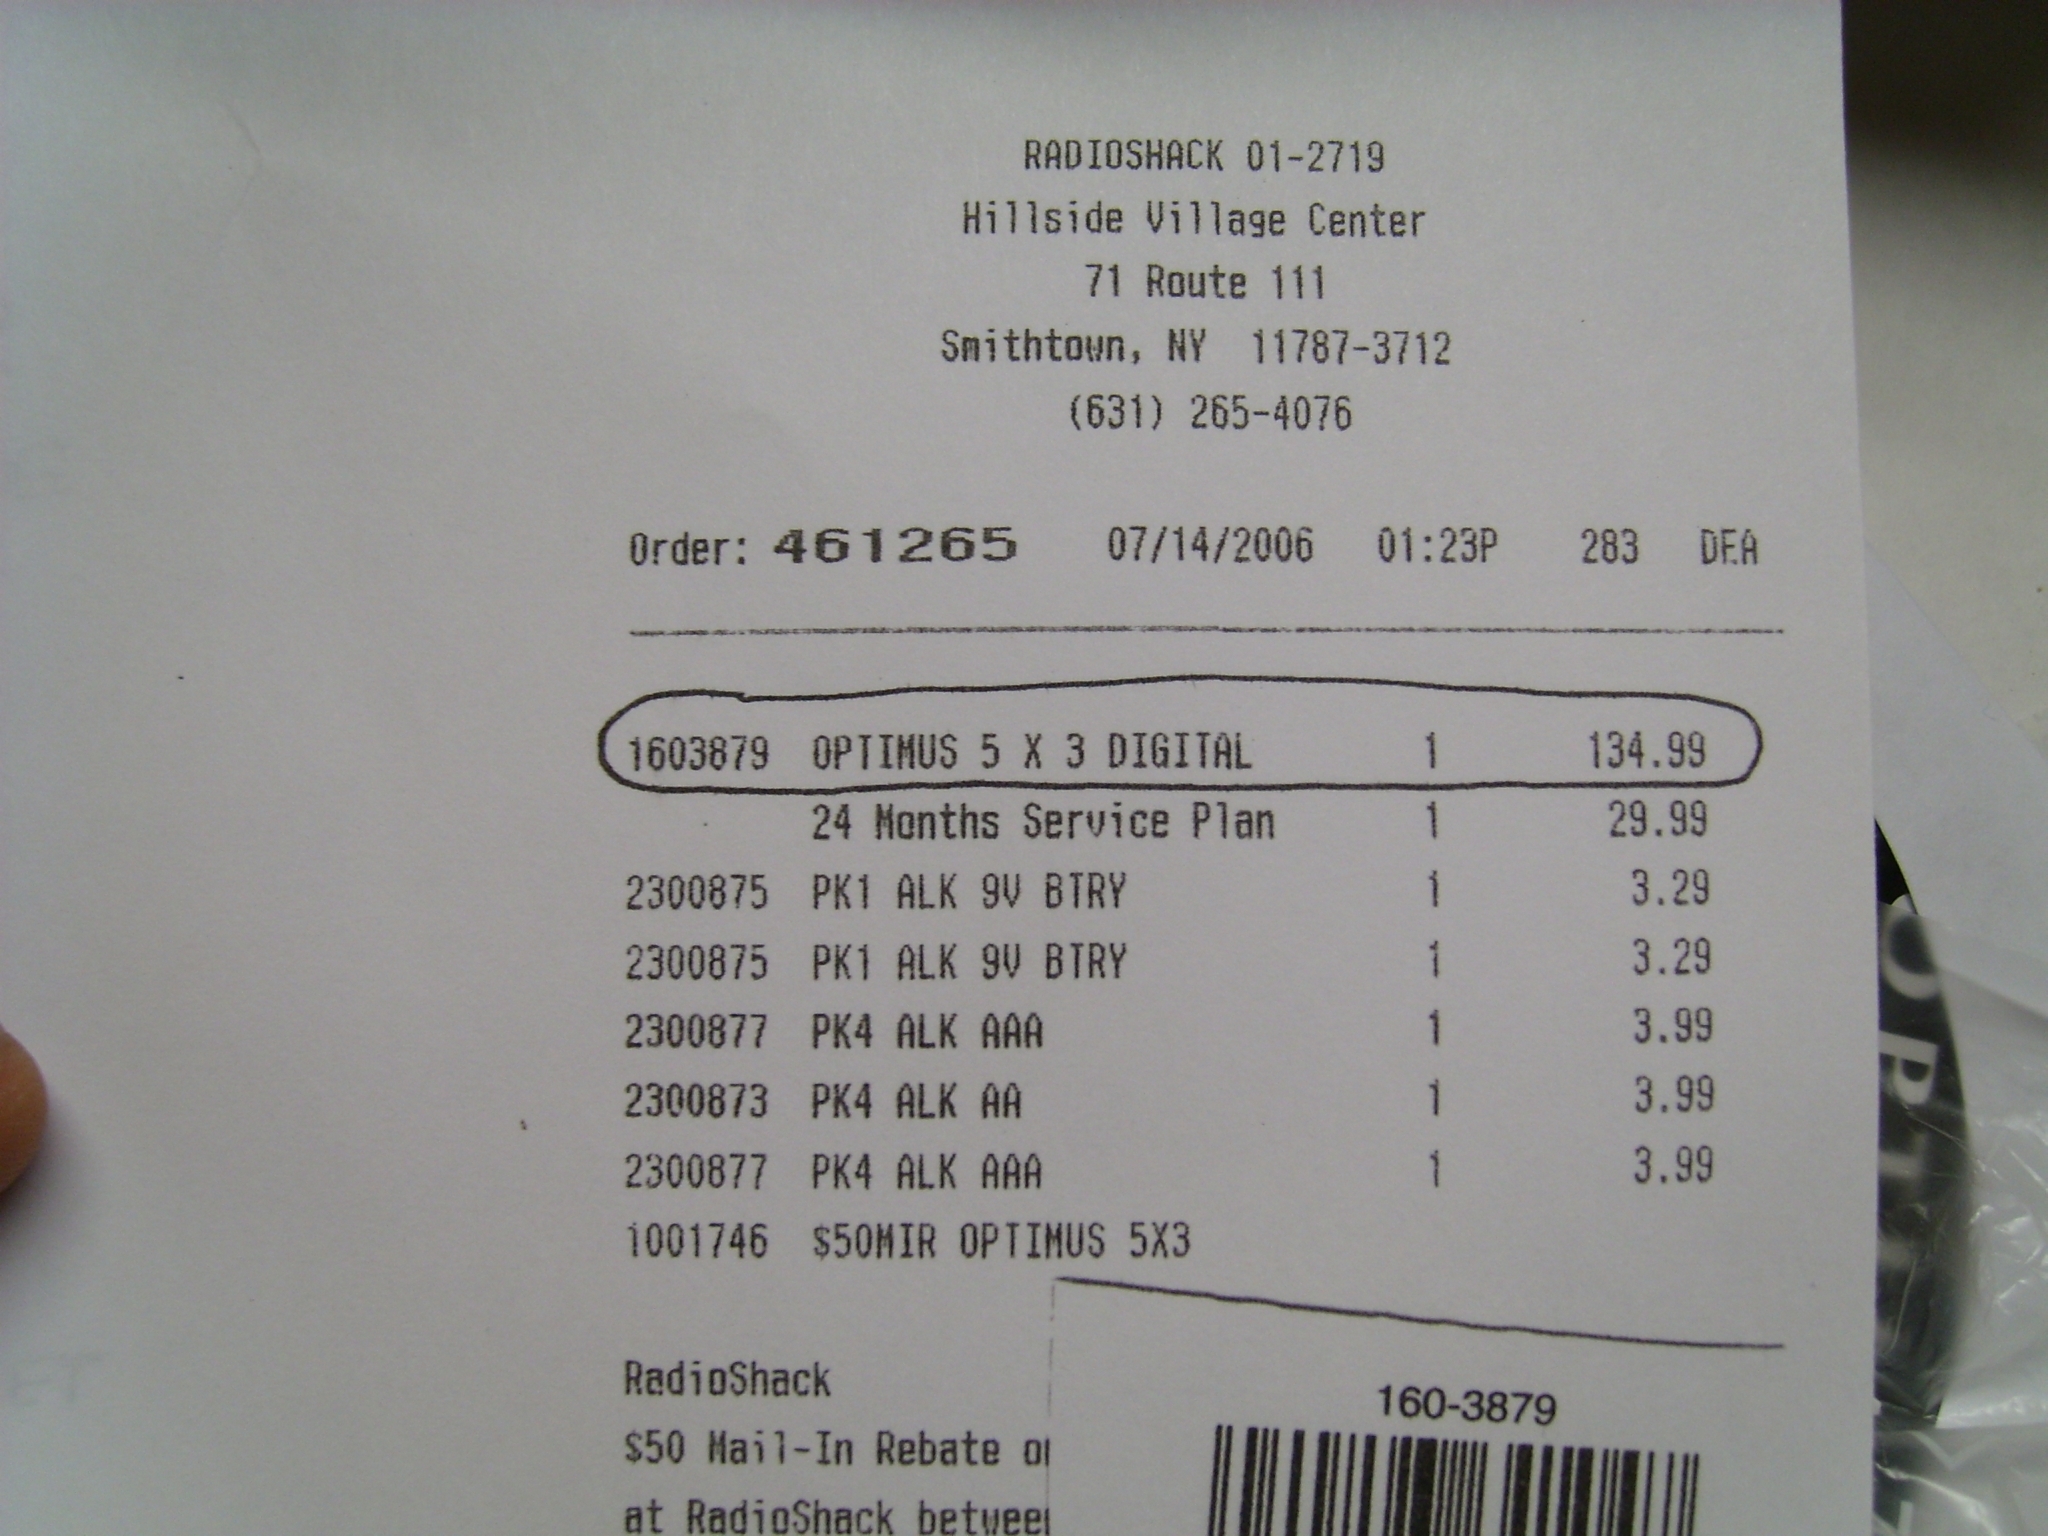 RADIOSHACK 01-2719
Hillside Village Center
71 Route 111
Smithtown, NY 11787-3712
(631) 265-4076
Order: 461265 07/14/2006 01:23P 283 DEA
1603879 OPTIMUS 5 X 3 DIGITAL 1 134.99
24 Months Service Plan 1 29.99
2300875 PK1 ALK 9V BTRY 1 3.29
2300875 PK1 ALK 9V BTRY 1 3.29
2300877 PK4 ALK AAA 1 3.99
2300873 PK4 ALK AA 1 3.99
2300877 PK4 ALK AAA 1 3.99
1001746 $50MIR OPTIMUS 5X3
RadioShack
$50 Mail-In Rebate
at RadioShack between
160-3879